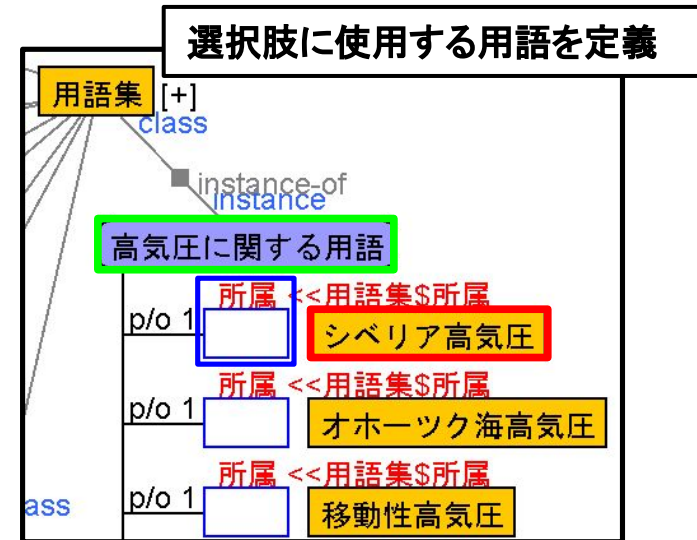 選択肢に使用する用語を定義
用語集 [+]
class
instance-of
instance
高気圧に関する用語
所属 <<用語集$所属
p/o 1
シベリア高気圧
所属 <<用語集$所属
p/o 1
オホーツク海高気圧
所属 <<用語集$所属
ass
p/o 1
移動性高気圧